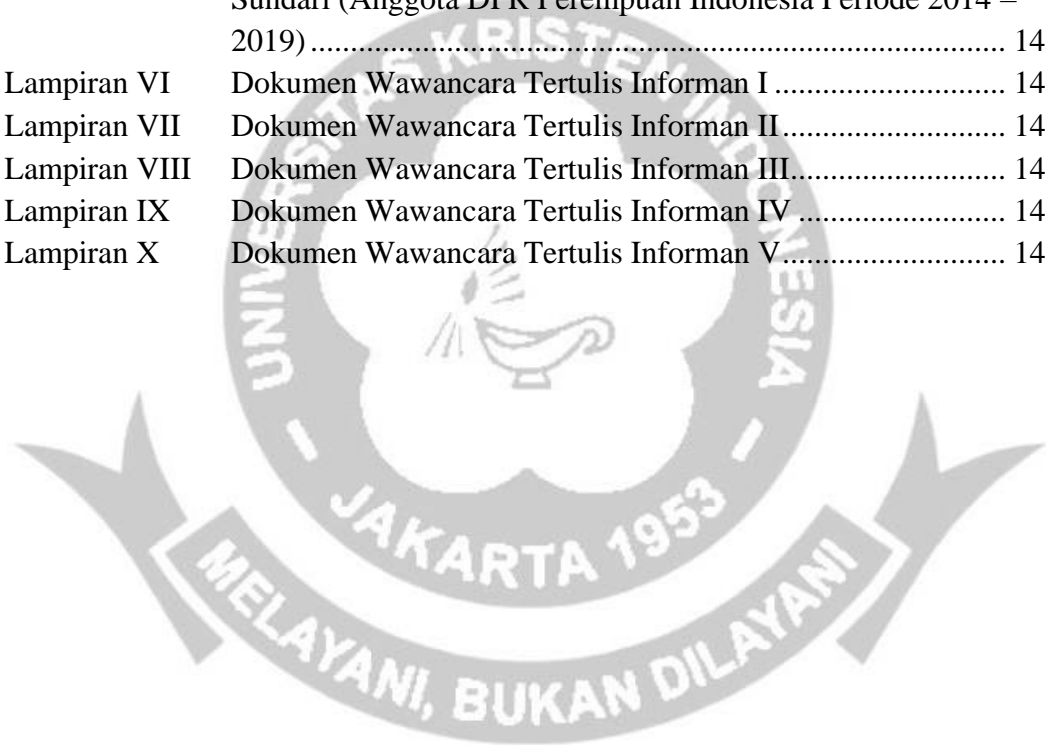 Sundari (Anggota DPR Perempuan Indonesia Periode 2014 –
2019) ........................................................................................ 14
Lampiran VI Dokumen Wawancara Tertulis Informan I ............................. 14
Lampiran VII Dokumen Wawancara Tertulis Informan II............................ 14
Lampiran VIII Dokumen Wawancara Tertulis Informan III........................... 14
Lampiran IX Dokumen Wawancara Tertulis Informan IV .......................... 14
Lampiran X Dokumen Wawancara Tertulis Informan V............................ 14
UNIVERSITAS KRISTEN INDONESIA
– JAKARTA 1953 –
MELAYANI, BUKAN DILAYANI